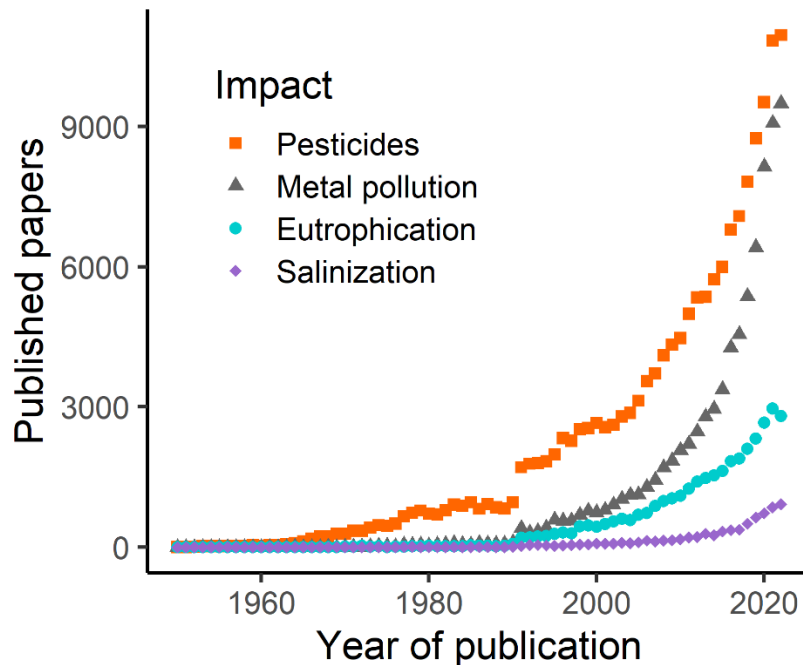 Impact
Pesticides
Metal pollution
Eutrophication
Salinization
Published papers
9000
6000
3000
0
1960 1980 2000 2020
Year of publication